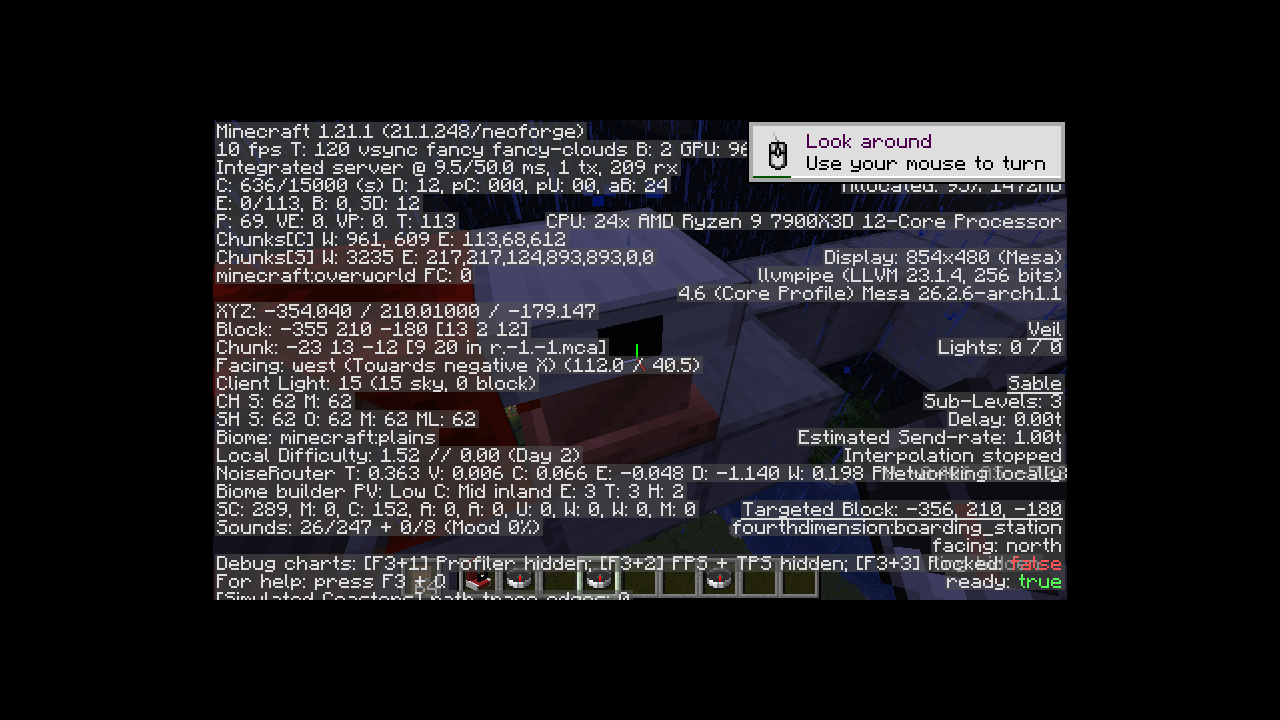 Minecraft 1.21.1 (21.1.248/neoforge)
10 fps T: 120 vsync fancy fancy-clouds B: 2 GPU: 96
Integrated server @ 9.5/50.0 ms, 1 tx, 209 rx
C: 636/15000 (s) D: 12, pC: 000, pU: 00, aB: 24
E: 0/113, B: 0, SD: 12
P: 69. VE: 0. VP: 0. T: 113
Chunks[C] W: 961, 609 E: 113,68,612
Chunks[S] W: 3235 E: 217,217,124,893,893,0,0
minecraft:overworld FC: 0
XYZ: -354.040 / 210.01000 / -179.147
Block: -355 210 -180 [13 2 12]
Chunk: -23 13 -12 [9 20 in r.-1.-1.mca]
Facing: west (Towards negative X) (112.0 / 40.5)
Client Light: 15 (15 sky, 0 block)
CH S: 62 M: 62
SH S: 62 O: 62 M: 62 ML: 62
Biome: minecraft:plains
Local Difficulty: 1.52 // 0.00 (Day 2)
NoiseRouter T: 0.363 V: 0.006 C: 0.066 E: -0.048 D: -1.140 W: 0.198
Biome builder PV: Low C: Mid inland E: 3 T: 3 H: 2
SC: 289, M: 0, C: 152, A: 0, A: 0, U: 0, W: 0, W: 0, M: 0
Sounds: 26/247 + 0/8 (Mood 0%)
Debug charts: [F3+1] Profiler hidden; [F3+2] FPS + TPS hidden; [F3+3]
For help: press F3 + Q
[Simulated Customs] path trace edges: 0
Look around
Use your mouse to turn
Allocated: 93% 1472MB
CPU: 24x AMD Ryzen 9 7900X3D 12-Core Processor
Display: 854x480 (Mesa)
llvmpipe (LLVM 23.1.4, 256 bits)
4.6 (Core Profile) Mesa 26.2.6-arch1.1
Veil
Lights: 0 / 0
Sable
Sub-Levels: 3
Delay: 0.00t
Estimated Send-rate: 1.00t
Interpolation stopped
Networking: locally
Targeted Block: -356, 210, -180
fourthdimension:boarding_station
facing: north
locked: false
ready: true
64